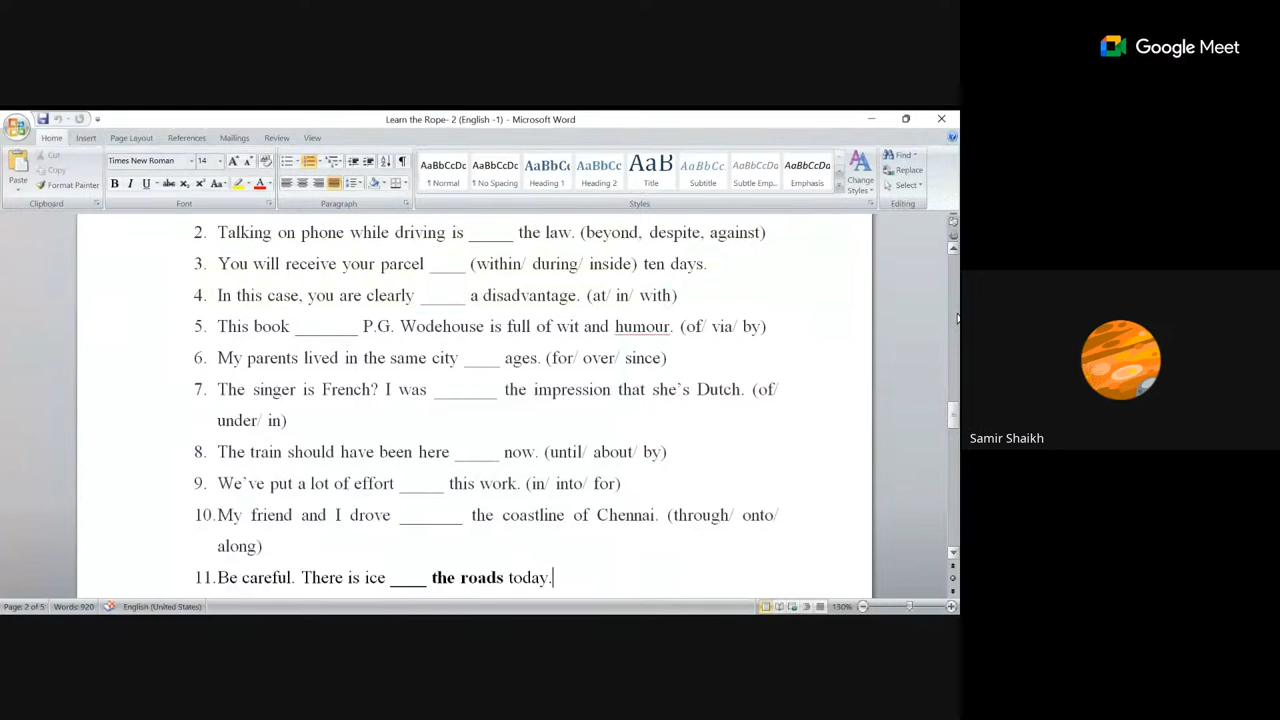 Google Meet
Learn the Rope- 2 (English -1) - Microsoft Word
Home Insert Page Layout References Mailings Review View
Paste
Cut
Copy
Format Painter
Clipboard
Times New Roman 14
Font
Paragraph
AaBbCcDc AaBbCcDc AaBbCc AaBbCc AaB AaBbCc AaBbCcDc AaBbCcDc
¶ Normal ¶ No Spacing Heading 1 Heading 2 Title Subtitle Subtle Emp... Emphasis
Change Styles
Styles
Find
Replace
Select
Editing
2. Talking on phone while driving is _____ the law. (beyond, despite, against)
3. You will receive your parcel ____ (within/ during/ inside) ten days.
4. In this case, you are clearly _____ a disadvantage. (at/ in/ with)
5. This book _______ P.G. Wodehouse is full of wit and humour. (of/ via/ by)
6. My parents lived in the same city ____ ages. (for/ over/ since)
7. The singer is French? I was _______ the impression that she's Dutch. (of/
under/ in)
8. The train should have been here _____ now. (until/ about/ by)
9. We've put a lot of effort _____ this work. (in/ into/ for)
10. My friend and I drove _______ the coastline of Chennai. (through/ onto/
along)
11. Be careful. There is ice ____ the roads today.
Page: 2 of 5 Words: 920 English (United States) 130%
Samir Shaikh